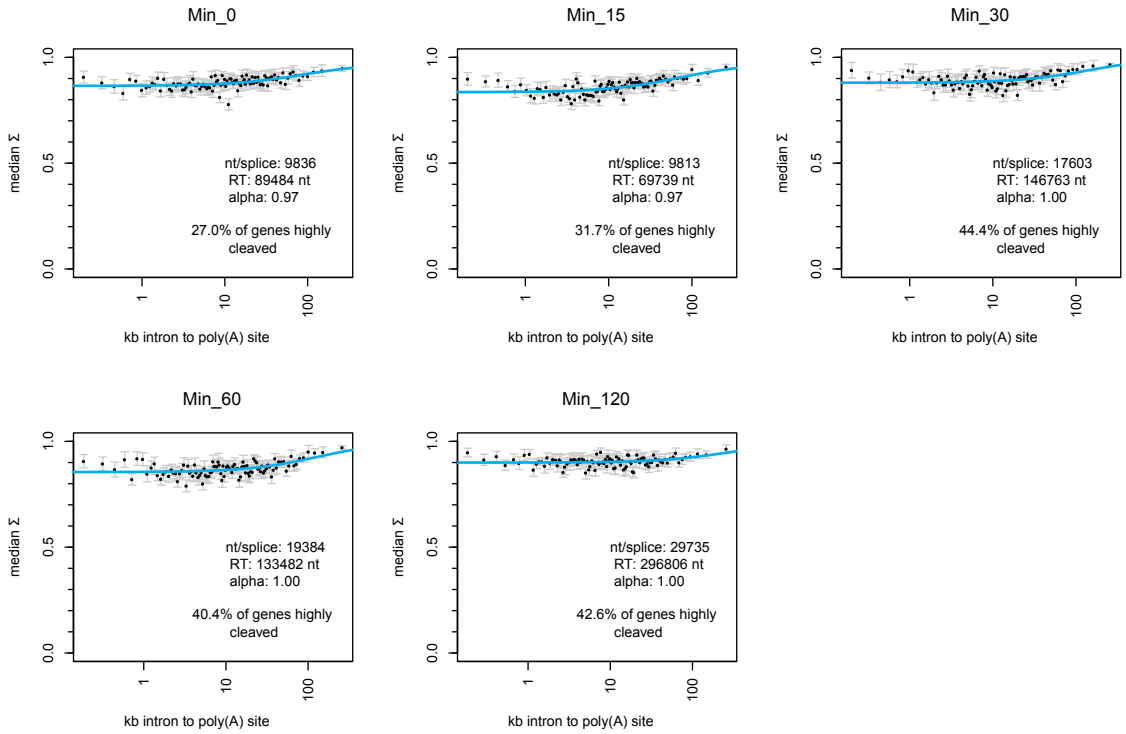 Min_0
median Σ
1.0
0.5
0.0
nt/splice: 9836
RT: 89484 nt
alpha: 0.97
27.0% of genes highly
cleaved
1
10
100
kb intron to poly(A) site
Min_15
median Σ
1.0
0.5
0.0
nt/splice: 9813
RT: 69739 nt
alpha: 0.97
31.7% of genes highly
cleaved
1
10
100
kb intron to poly(A) site
Min_30
median Σ
1.0
0.5
0.0
nt/splice: 17603
RT: 146763 nt
alpha: 1.00
44.4% of genes highly
cleaved
1
10
100
kb intron to poly(A) site
Min_60
median Σ
1.0
0.5
0.0
nt/splice: 19384
RT: 133482 nt
alpha: 1.00
40.4% of genes highly
cleaved
1
10
100
kb intron to poly(A) site
Min_120
median Σ
1.0
0.5
0.0
nt/splice: 29735
RT: 296806 nt
alpha: 1.00
42.6% of genes highly
cleaved
1
10
100
kb intron to poly(A) site